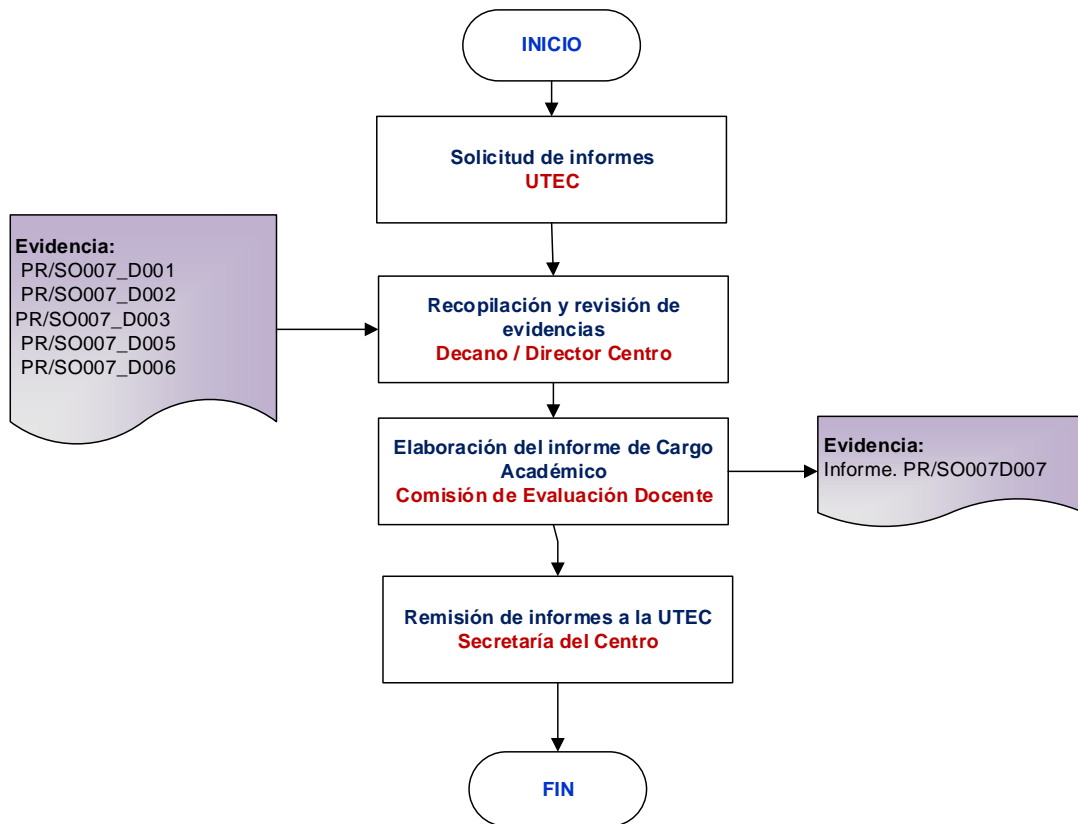 INICIO
Solicitud de informes
UTEC
Evidencia:
PR/SO007_D001
PR/SO007_D002
PR/SO007_D003
PR/SO007_D005
PR/SO007_D006
Recopilación y revisión de
evidencias
Decano / Director Centro
Elaboración del informe de Cargo
Académico
Comisión de Evaluación Docente
Evidencia:
Informe. PR/SO007D007
Remisión de informes a la UTEC
Secretaría del Centro
FIN